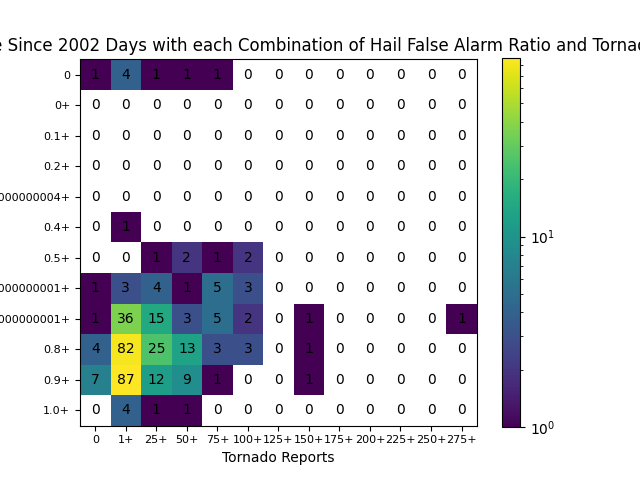 e Since 2002 Days with each Combination of Hail False Alarm Ratio and Torna
0 1 4 1 1 1 0 0 0 0 0 0 0 0
0+ 0 0 0 0 0 0 0 0 0 0 0 0 0
0.1+ 0 0 0 0 0 0 0 0 0 0 0 0 0
0.2+ 0 0 0 0 0 0 0 0 0 0 0 0 0
000000004+ 0 0 0 0 0 0 0 0 0 0 0 0 0
0.4+ 0 1 0 0 0 0 0 0 0 0 0 0 0
0.5+ 0 0 1 2 1 2 0 0 0 0 0 0 0
000000001+ 1 3 4 1 5 3 0 0 0 0 0 0 0
000000001+ 1 36 15 3 5 2 0 1 0 0 0 0 1
0.8+ 4 82 25 13 3 3 0 1 0 0 0 0 0
0.9+ 7 87 12 9 1 0 0 1 0 0 0 0 0
1.0+ 0 4 1 1 0 0 0 0 0 0 0 0 0
0 1+ 25+ 50+ 75+ 100+ 125+ 150+ 175+ 200+ 225+ 250+ 275+
Tornado Reports
10¹
10⁰